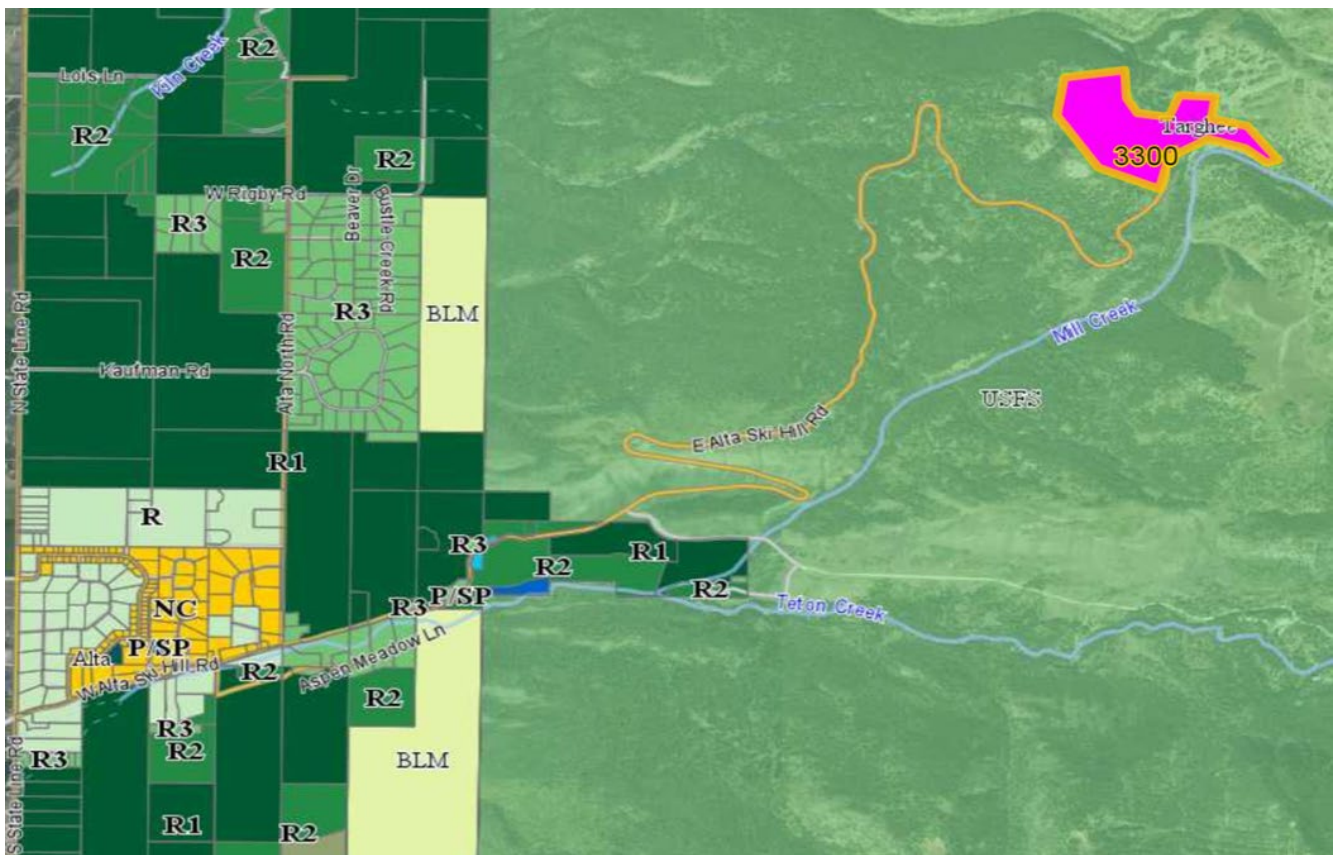 R2
Lois Ln
Kiln Creek
R2
Targhee
3300
R2
W Rigby Rd
Beaver Dr
Bustle Creek Rd
R3
R2
N State Line Rd
R3
BLM
Mill Creek
Alta North Rd
Kaufman Rd
USFS
E Alta Ski Hill Rd
R1
R
R3
R1
R2
R2
NC
R3
P/SP
Teton Creek
P/SP
Alta
W Alta Ski Hill Rd
R2
Aspen Meadow Ln
R2
R3
R2
R3
BLM
S State Line Rd
R1
R2